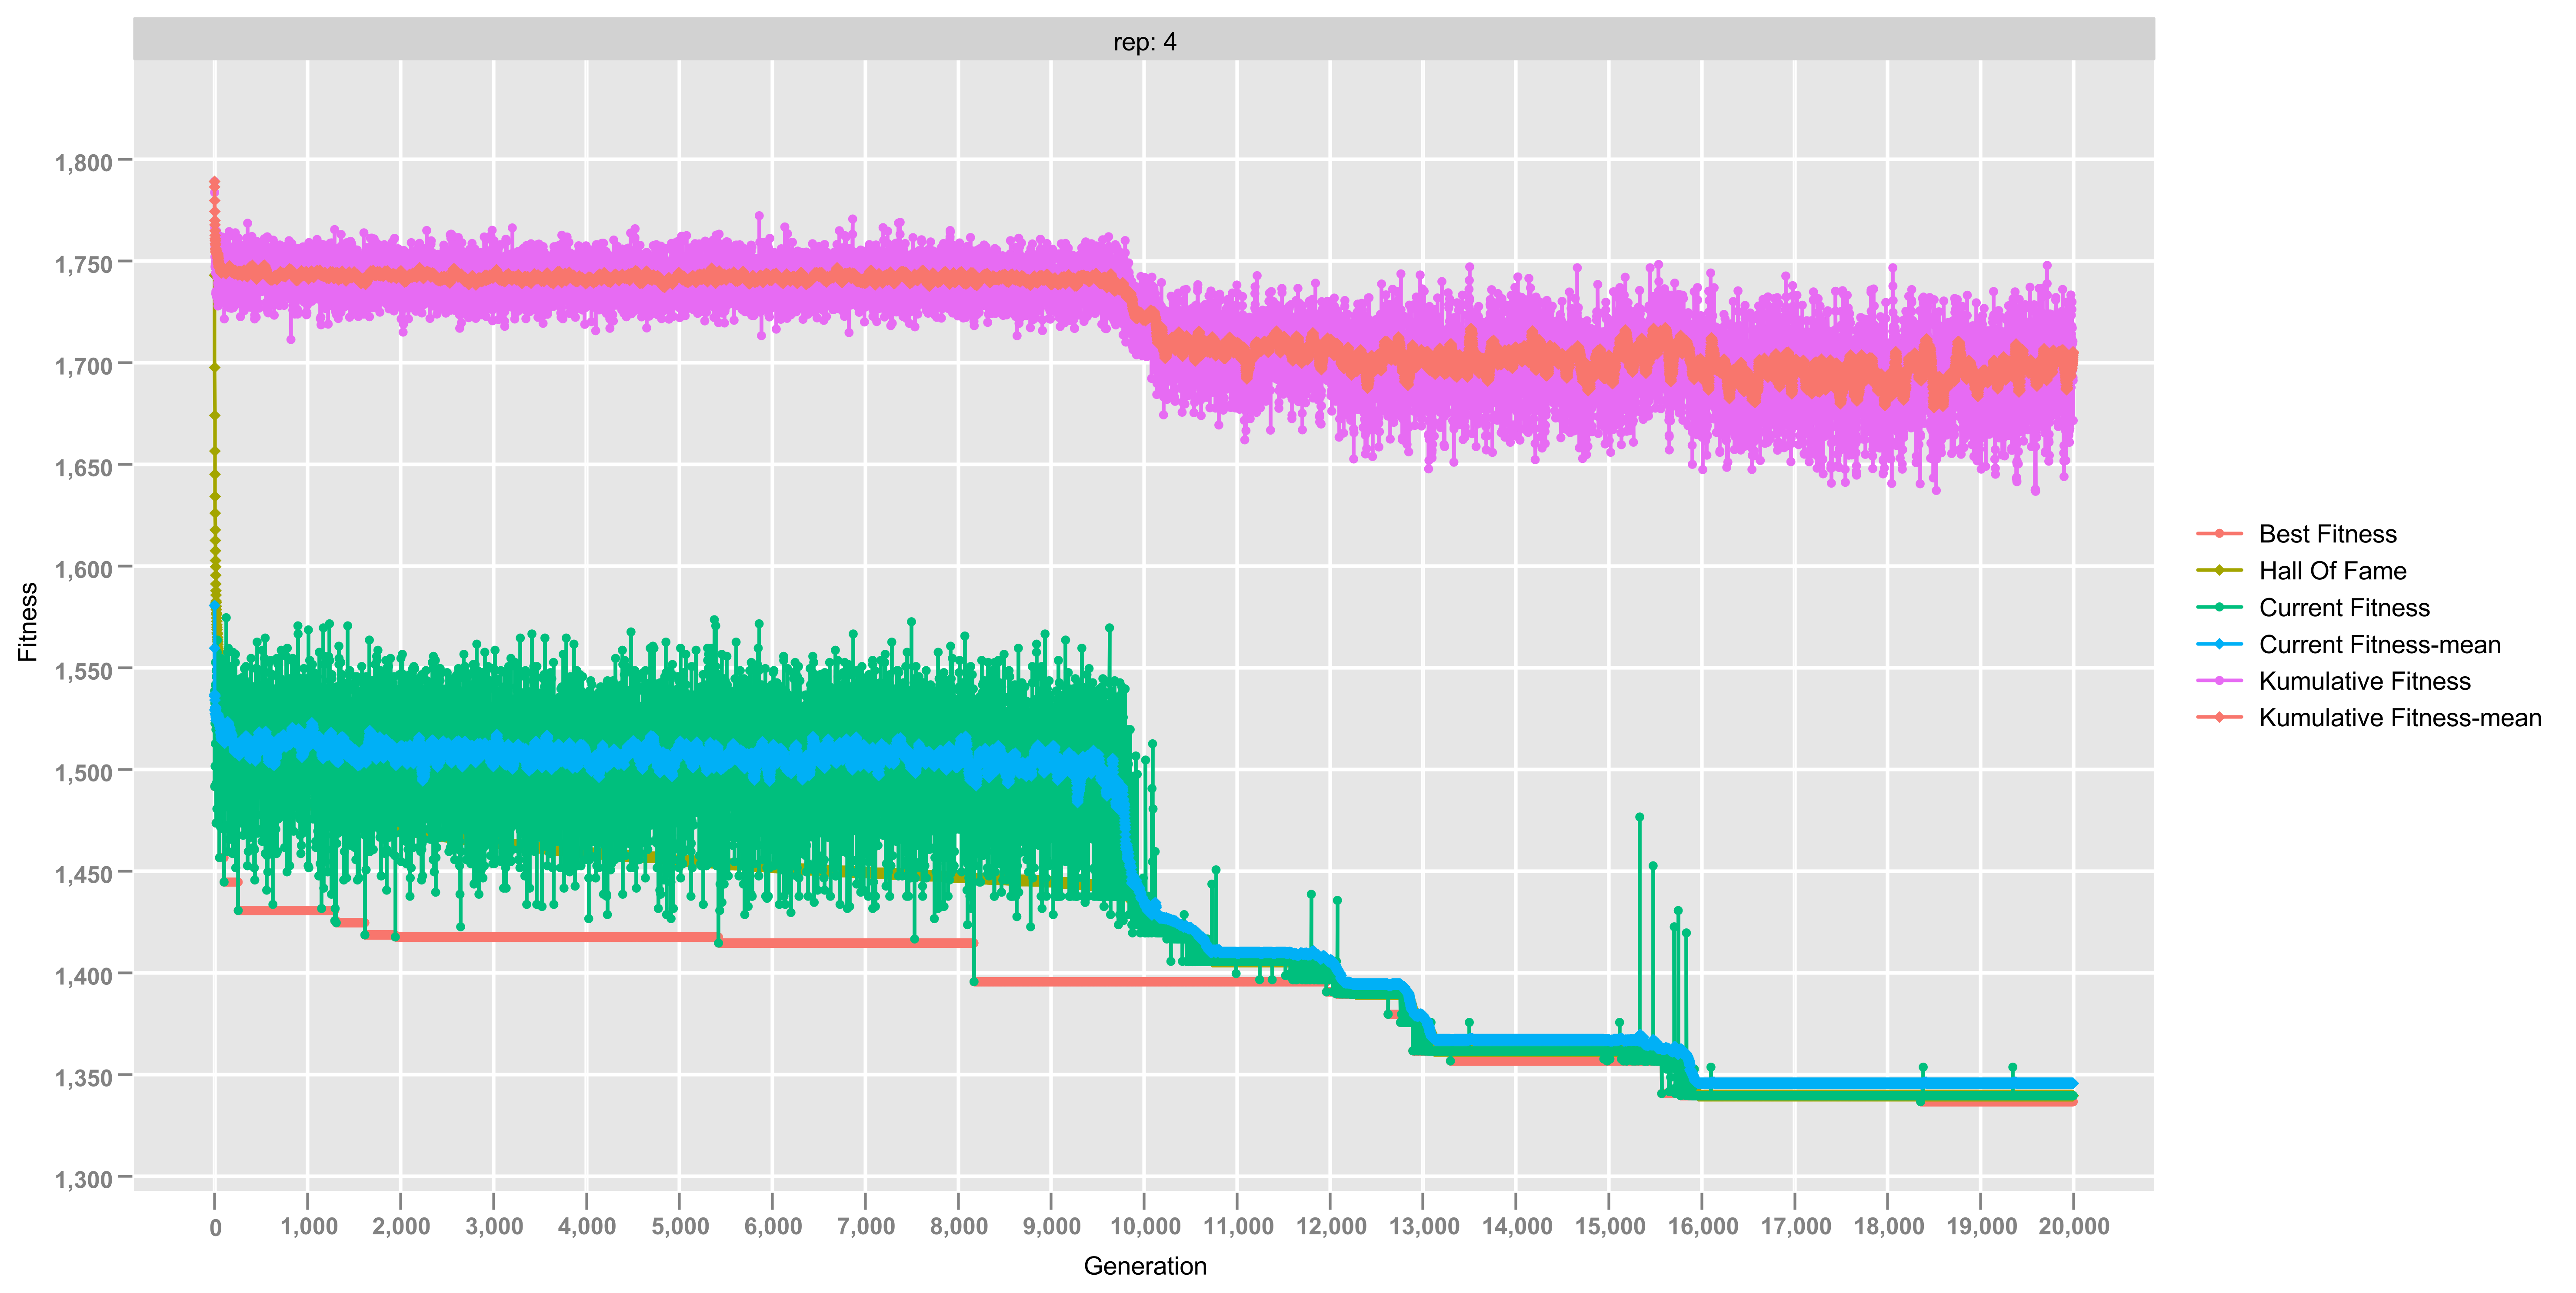 rep: 4
1,800
1,750
1,700
1,650
1,600
1,550
1,500
1,450
1,400
1,350
1,300
Fitness
0 1,000 2,000 3,000 4,000 5,000 6,000 7,000 8,000 9,000 10,000 11,000 12,000 13,000 14,000 15,000 16,000 17,000 18,000 19,000 20,000
Generation
Best Fitness
Hall Of Fame
Current Fitness
Current Fitness-mean
Kumulative Fitness
Kumulative Fitness-mean